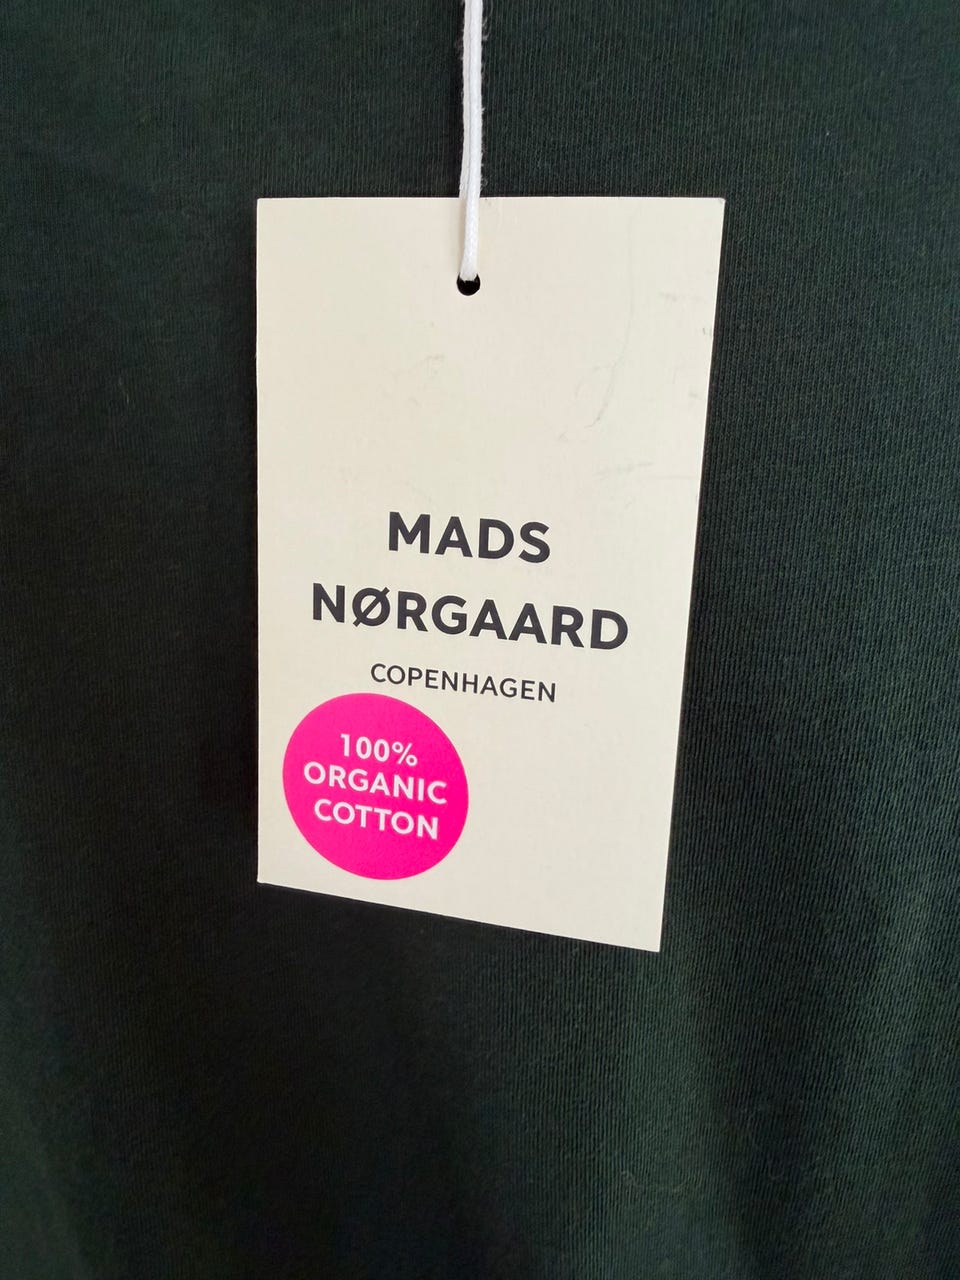 MADS
NØRGAARD
COPENHAGEN
100%
ORGANIC
COTTON